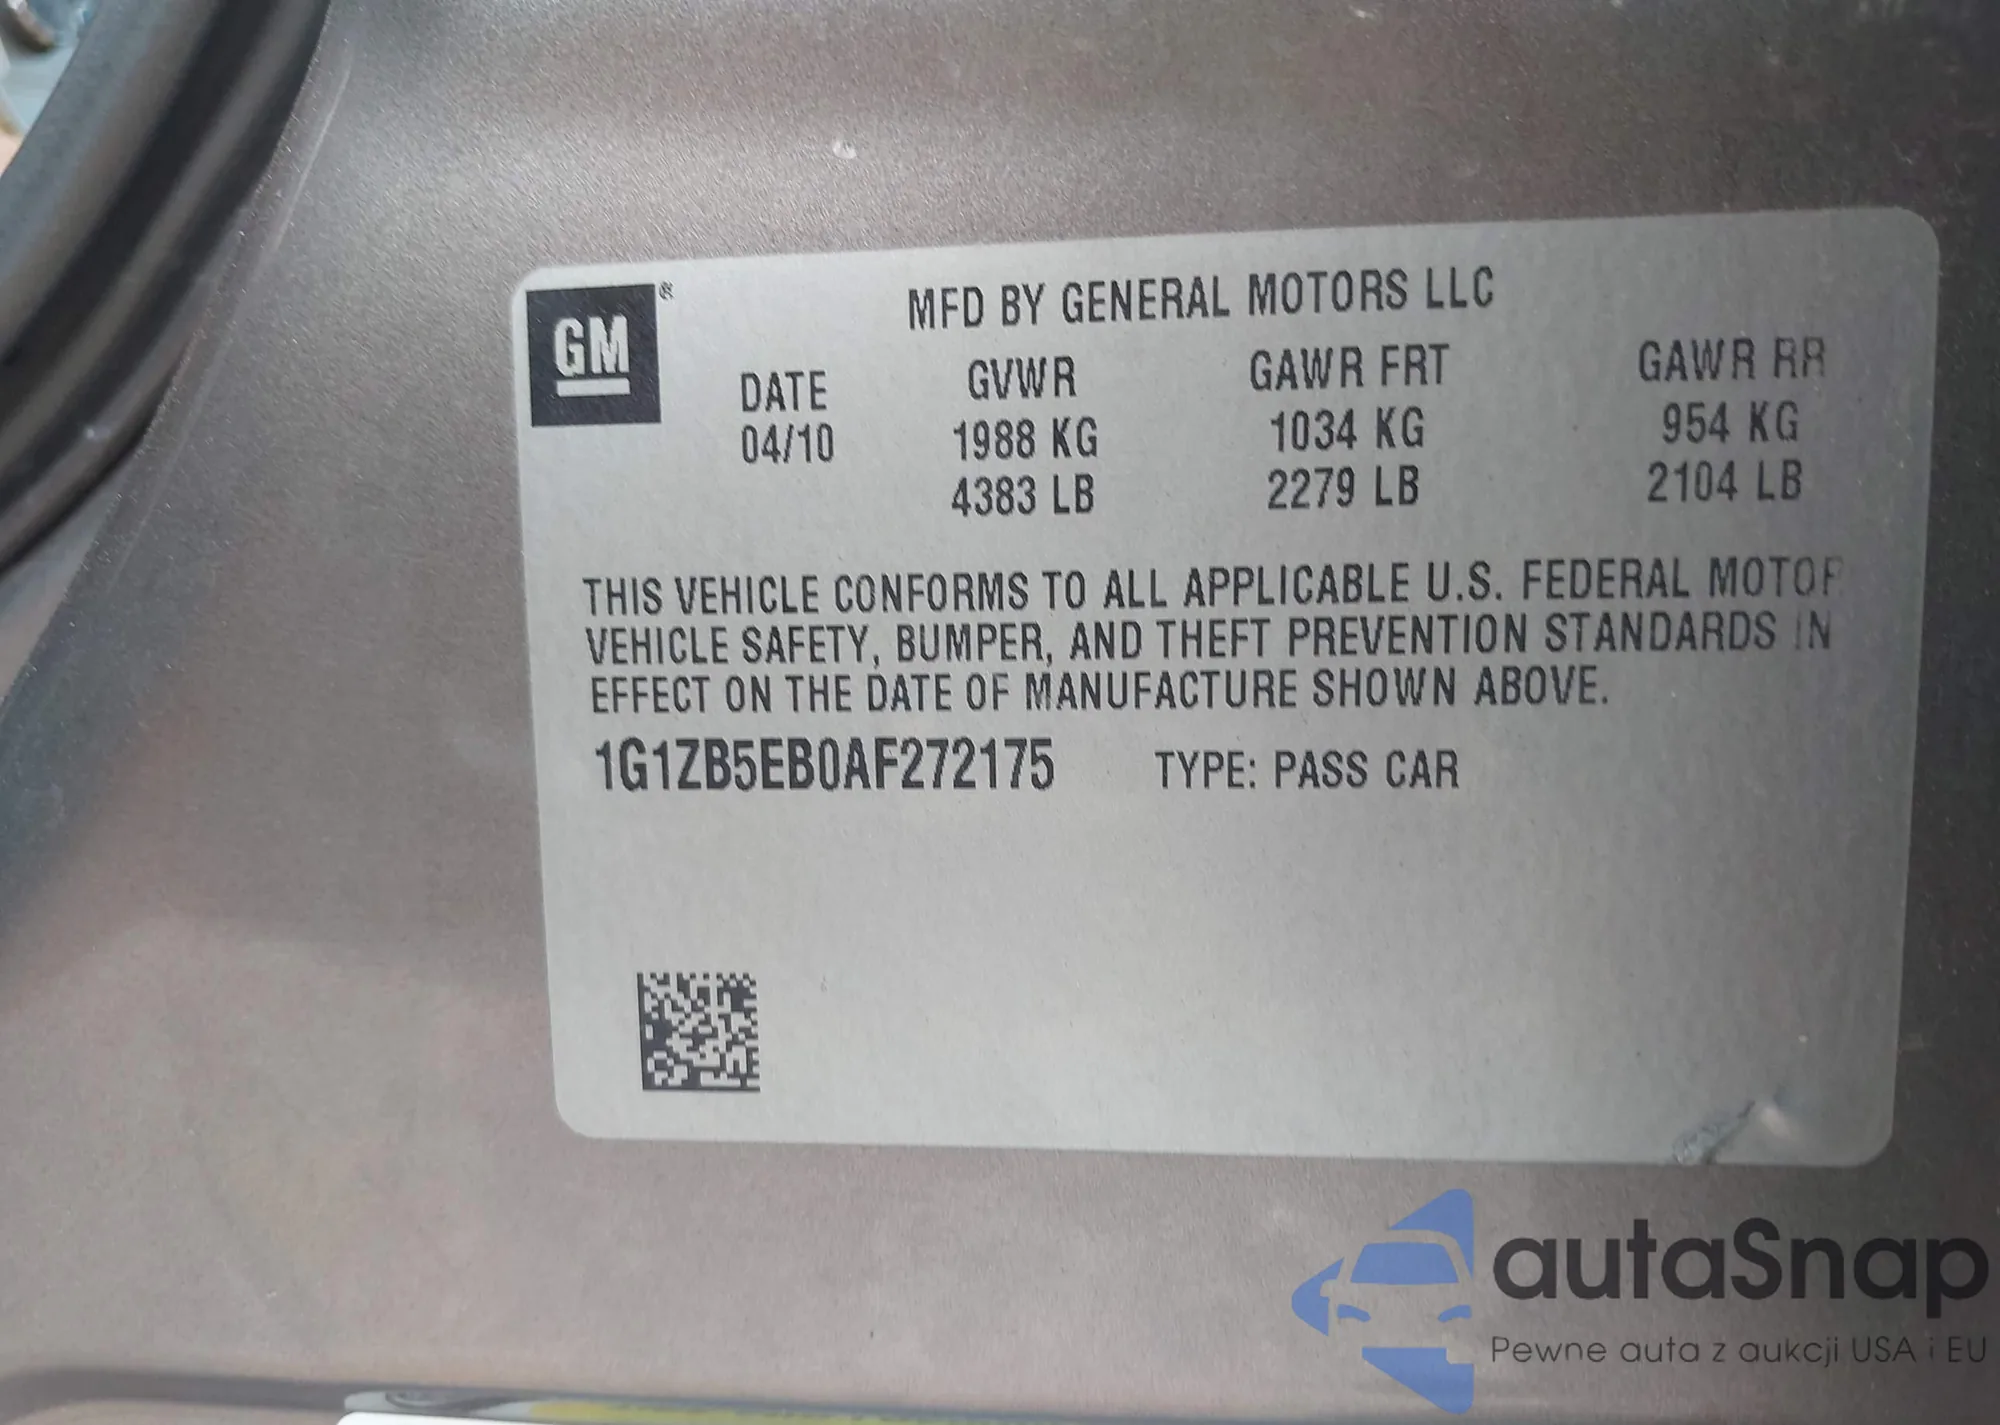 GM®
MFD BY GENERAL MOTORS LLC
DATE GVWR GAWR FRT GAWR RR
04/10 1988 KG 1034 KG 954 KG
4383 LB 2279 LB 2104 LB
THIS VEHICLE CONFORMS TO ALL APPLICABLE U.S. FEDERAL MOTOR
VEHICLE SAFETY, BUMPER, AND THEFT PREVENTION STANDARDS IN
EFFECT ON THE DATE OF MANUFACTURE SHOWN ABOVE.
1G1ZB5EB0AF272175 TYPE: PASS CAR
autaSnap
Pewne auta z aukcji USA i EU